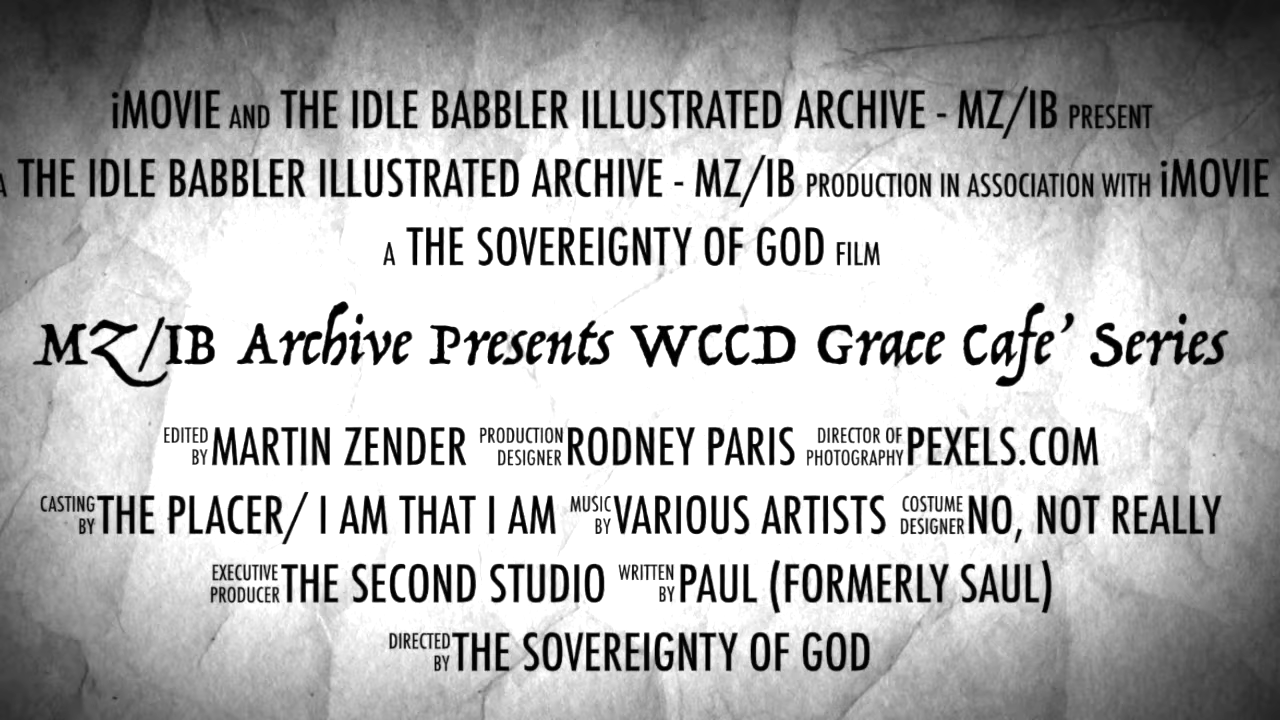 iMOVIE AND THE IDLE BABBLER ILLUSTRATED ARCHIVE - MZ/IB PRESENT
A THE IDLE BABBLER ILLUSTRATED ARCHIVE - MZ/IB PRODUCTION IN ASSOCIATION WITH iMOVIE
A THE SOVEREIGNTY OF GOD FILM
MZ/IB Archive Presents WCCD Grace Cafe' Series
EDITED BY MARTIN ZENDER PRODUCTION DESIGNER RODNEY PARIS DIRECTOR OF PHOTOGRAPHY PEXELS.COM
CASTING BY THE PLACER/ I AM THAT I AM MUSIC BY VARIOUS ARTISTS COSTUME DESIGNER NO, NOT REALLY
EXECUTIVE PRODUCER THE SECOND STUDIO WRITTEN BY PAUL (FORMERLY SAUL)
DIRECTED BY THE SOVEREIGNTY OF GOD